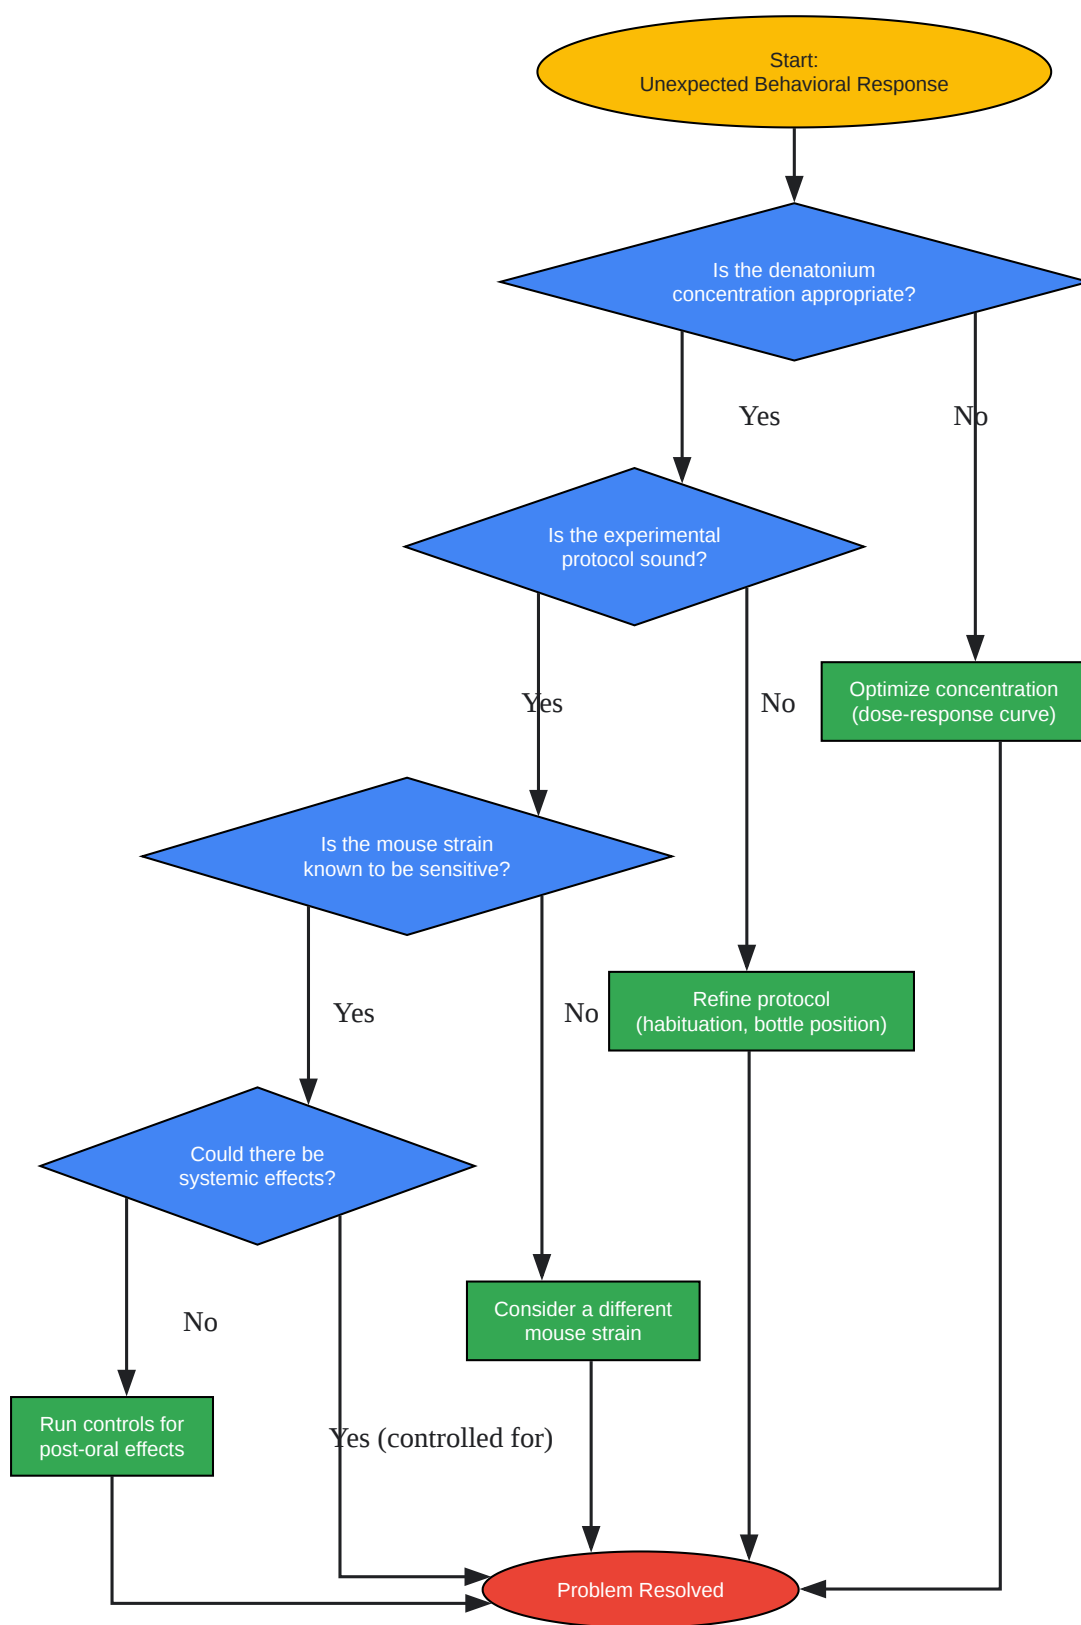 Start:
Unexpected Behavioral Response
Is the denatonium
concentration appropriate?
Yes
No
Is the experimental
protocol sound?
Yes
No
Optimize concentration
(dose-response curve)
Is the mouse strain
known to be sensitive?
Yes
No
Refine protocol
(habituation, bottle position)
Could there be
systemic effects?
No
Consider a different
mouse strain
Run controls for
post-oral effects
Yes (controlled for)
Problem Resolved